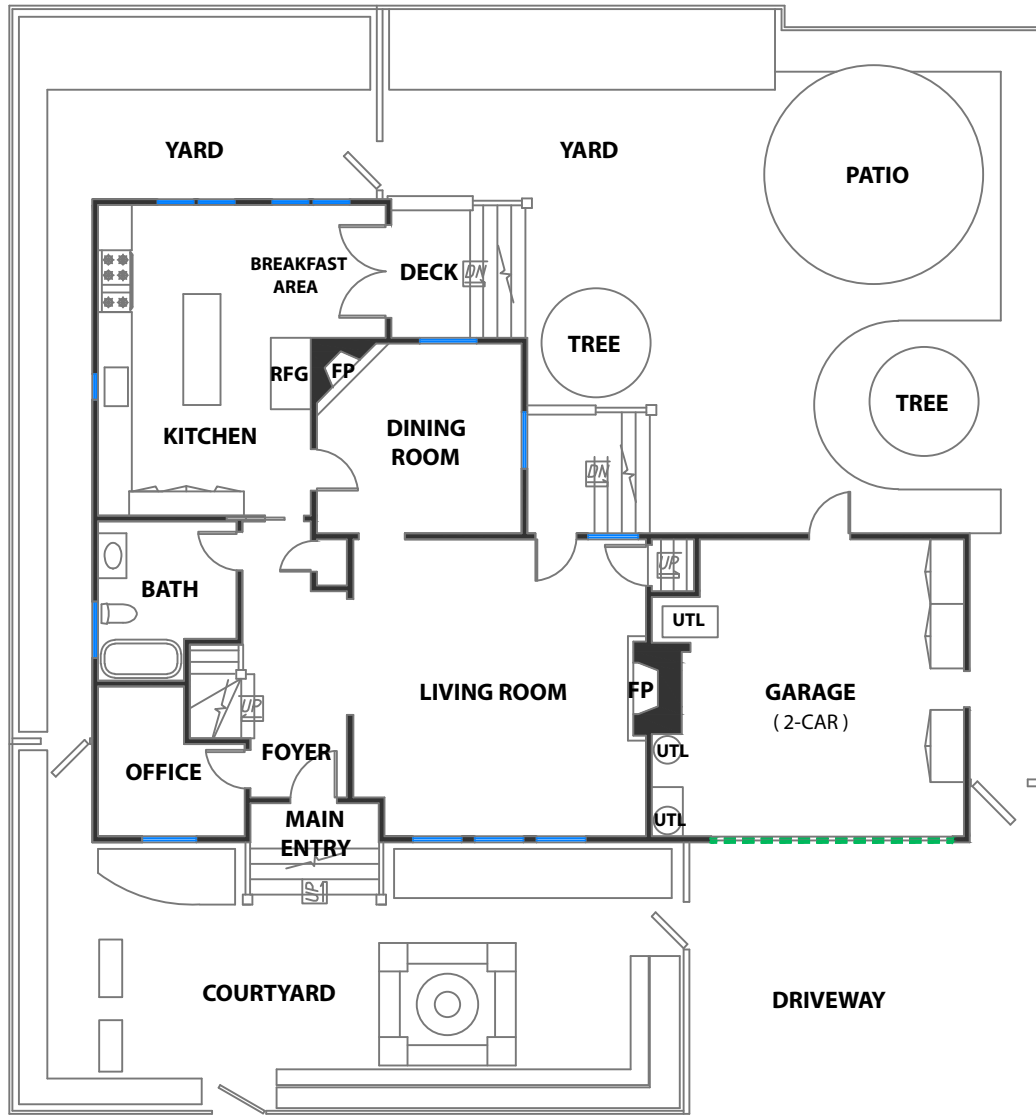 YARD
YARD
PATIO
BREAKFAST
AREA
DECK
DN
TREE
RFG
FP
TREE
KITCHEN
DINING
ROOM
DN
UP
BATH
UTL
LIVING ROOM
FP
GARAGE
( 2-CAR )
UP
FOYER
UTL
OFFICE
MAIN
ENTRY
UTL
UP
COURTYARD
DRIVEWAY